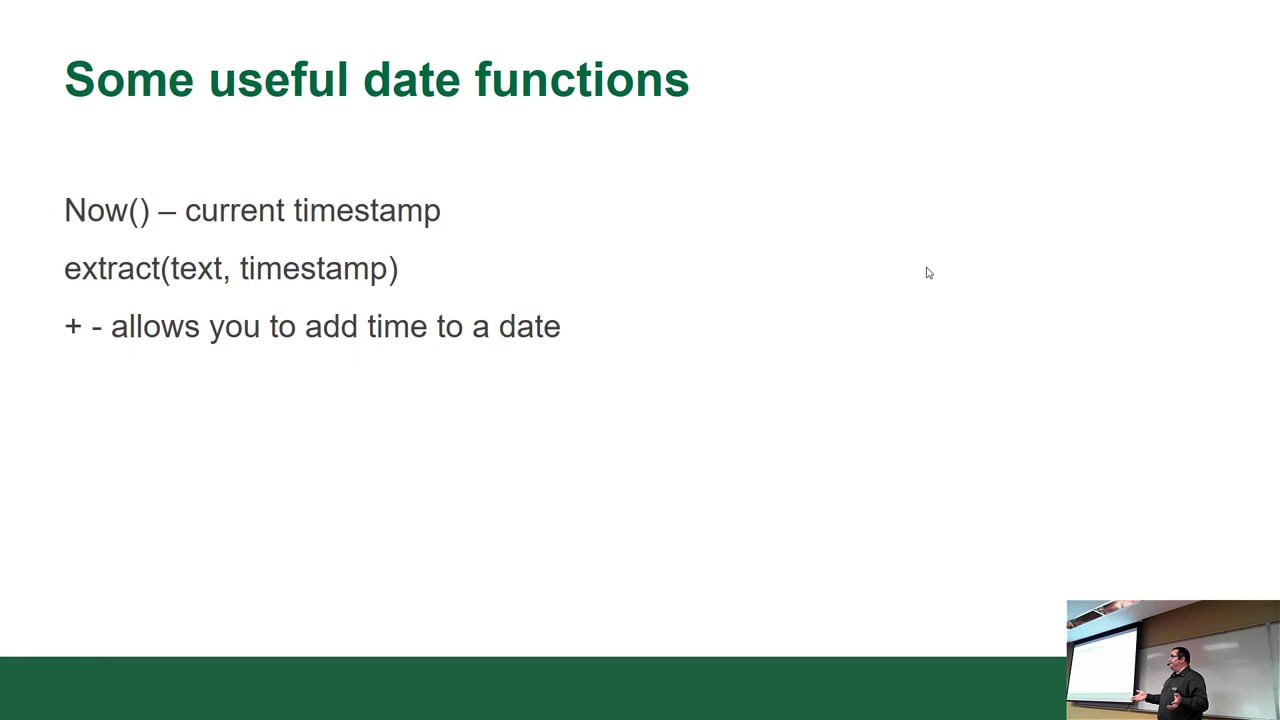 Some useful date functions
Now() – current timestamp
extract(text, timestamp)
+ - allows you to add time to a date